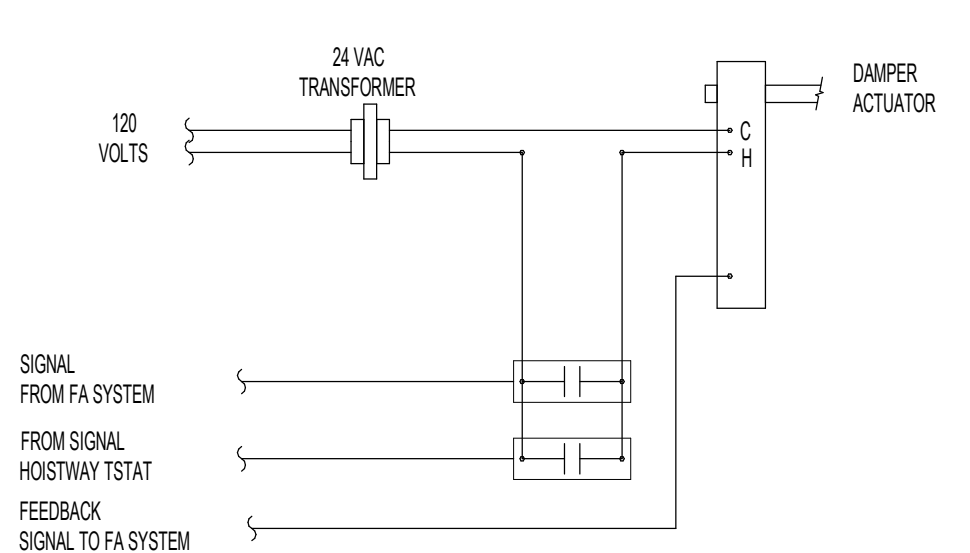 24 VAC
TRANSFORMER
DAMPER
ACTUATOR
120
VOLTS
C
H
SIGNAL
FROM FA SYSTEM
FROM SIGNAL
HOISTWAY TSTAT
FEEDBACK
SIGNAL TO FA SYSTEM